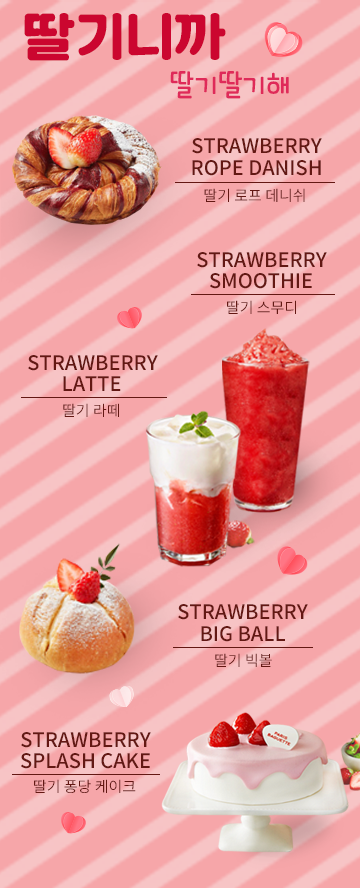 딸기니까
딸기딸기해
STRAWBERRY
ROPE DANISH
딸기 로프 데니쉬
STRAWBERRY
SMOOTHIE
딸기 스무디
STRAWBERRY
LATTE
딸기 라떼
STRAWBERRY
BIG BALL
딸기 빅볼
STRAWBERRY
SPLASH CAKE
딸기 퐁당 케이크
PARIS
BAGUETTE